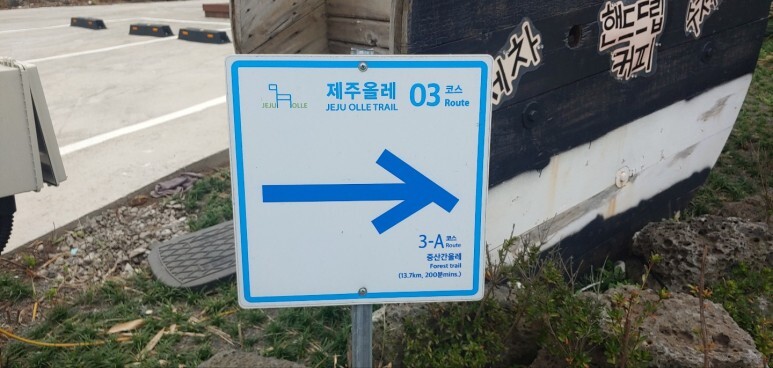 JEJU OLLE
제주올레
JEJU OLLE TRAIL
03 코스
Route
3-A 코스
Route
중산간올레
Forest trail
(13.7km, 200분mins.)
핸드드립
커피